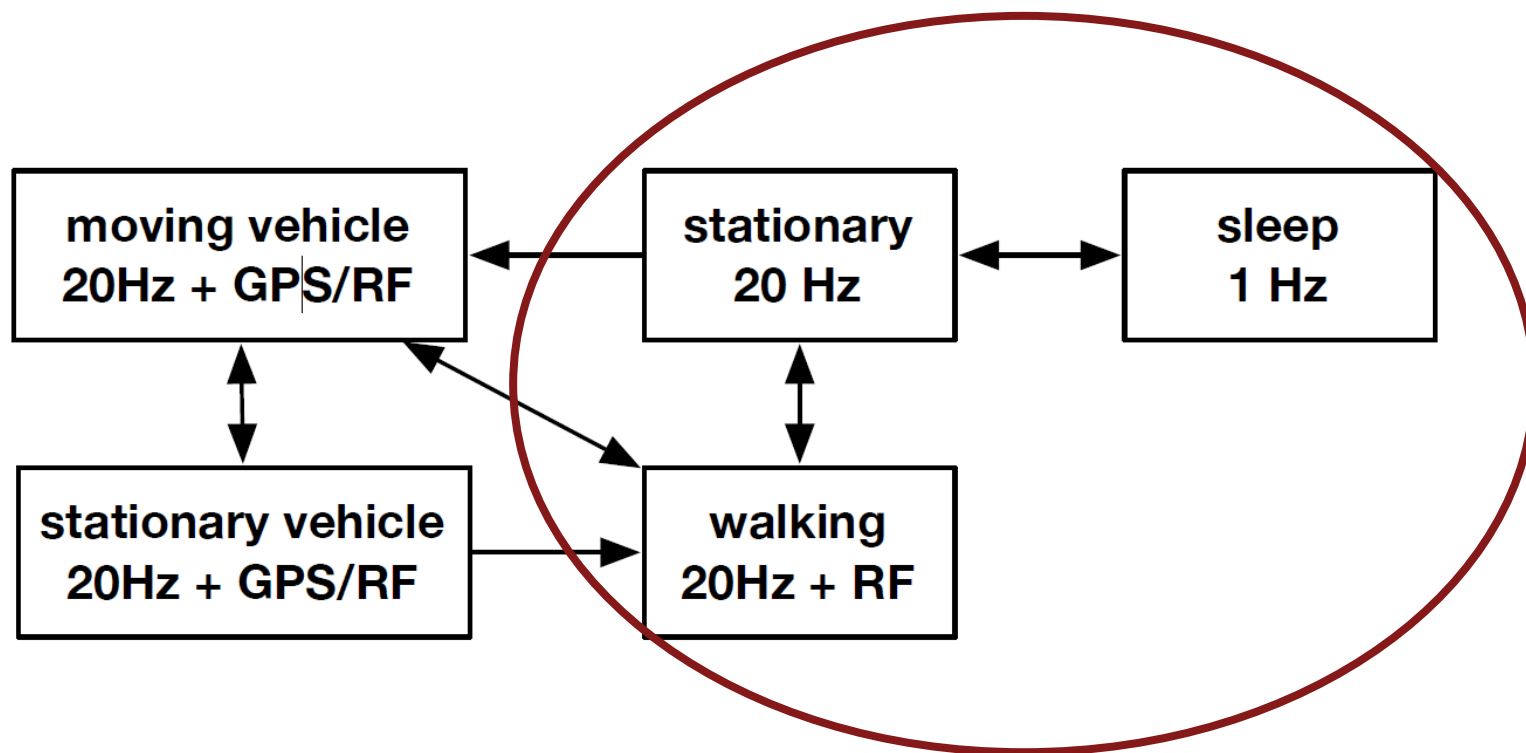 moving vehicle
20Hz + GPS/RF
stationary
20 Hz
sleep
1 Hz
stationary vehicle
20Hz + GPS/RF
walking
20Hz + RF